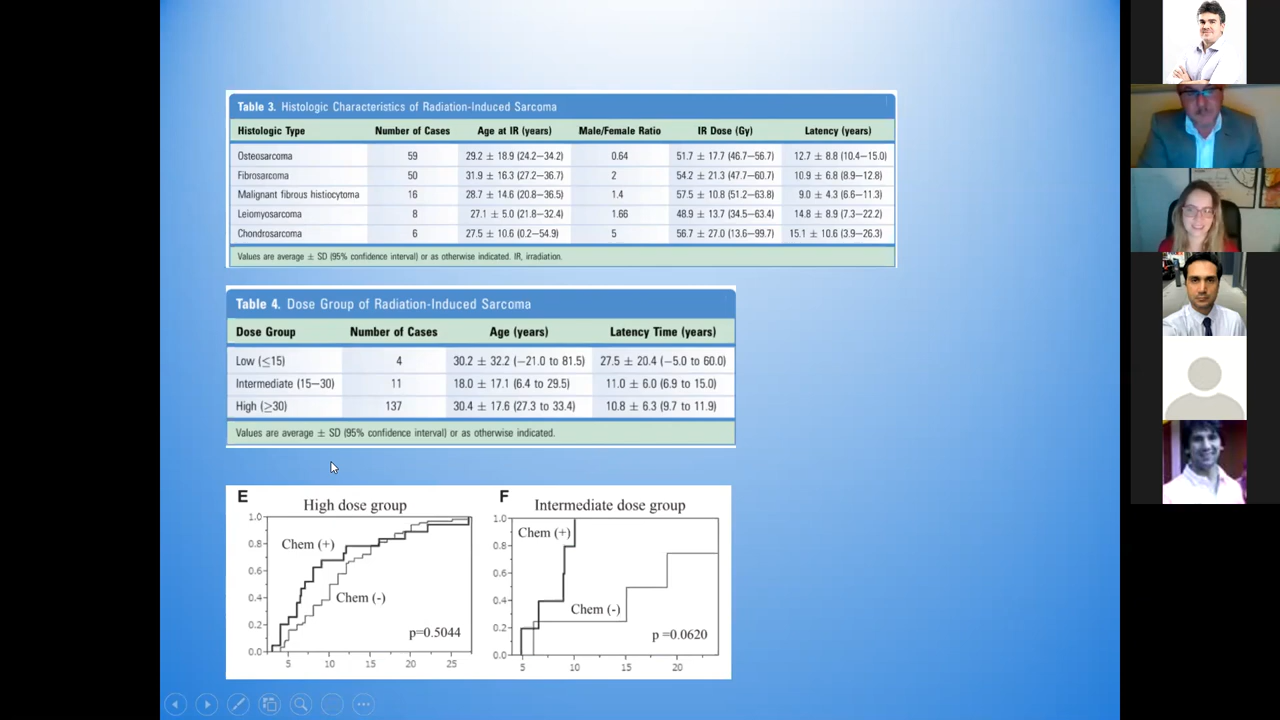 Table 3. Histologic Characteristics of Radiation-Induced Sarcoma
Histologic Type Number of Cases Age at IR (years) Male/Female Ratio IR Dose (Gy) Latency (years)
Osteosarcoma 59 29.2 ± 18.9 (24.2–34.2) 0.64 51.7 ± 17.7 (46.7–56.7) 12.7 ± 8.8 (10.4–15.0)
Fibrosarcoma 50 31.9 ± 16.3 (27.2–36.7) 2 54.2 ± 21.3 (47.7–60.7) 10.9 ± 6.8 (8.9–12.8)
Malignant fibrous histiocytoma 16 28.7 ± 14.6 (20.8–36.5) 1.4 57.5 ± 10.8 (51.2–63.8) 9.0 ± 4.3 (6.6–11.3)
Leiomyosarcoma 8 27.1 ± 5.0 (21.8–32.4) 1.66 48.9 ± 13.7 (34.5–63.4) 14.8 ± 8.9 (7.3–22.2)
Chondrosarcoma 6 27.5 ± 10.6 (0.2–54.9) 5 56.7 ± 27.0 (13.6–99.7) 15.1 ± 10.6 (3.9–26.3)
Values are average ± SD (95% confidence interval) or as otherwise indicated. IR, irradiation.
Table 4. Dose Group of Radiation-Induced Sarcoma
Dose Group Number of Cases Age (years) Latency Time (years)
Low (≤15) 4 30.2 ± 32.2 (−21.0 to 81.5) 27.5 ± 20.4 (−5.0 to 60.0)
Intermediate (15–30) 11 18.0 ± 17.1 (6.4 to 29.5) 11.0 ± 6.0 (6.9 to 15.0)
High (≥30) 137 30.4 ± 17.6 (27.3 to 33.4) 10.8 ± 6.3 (9.7 to 11.9)
Values are average ± SD (95% confidence interval) or as otherwise indicated.
E High dose group
1.0
0.8
0.6
0.4
0.2
0.0
Chem (+)
Chem (-)
p=0.5044
5 10 15 20 25
F Intermediate dose group
1.0
0.8
0.6
0.4
0.2
0.0
Chem (+)
Chem (-)
p =0.0620
5 10 15 20